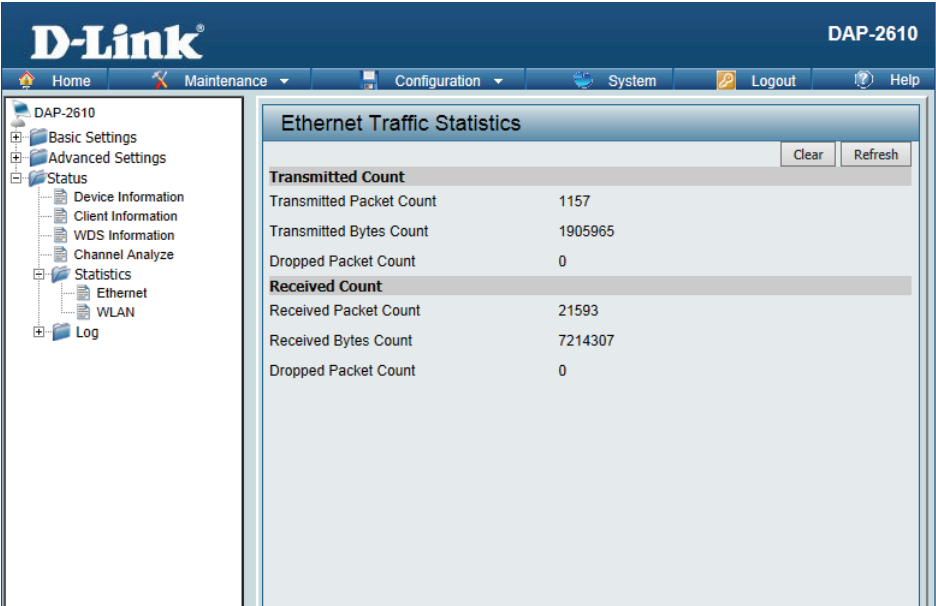 D-Link®
DAP-2610
Home Maintenance Configuration System Logout Help
DAP-2610
Basic Settings
Advanced Settings
Status
Device Information
Client Information
WDS Information
Channel Analyze
Statistics
Ethernet
WLAN
Log
Ethernet Traffic Statistics
Clear Refresh
Transmitted Count
Transmitted Packet Count 1157
Transmitted Bytes Count 1905965
Dropped Packet Count 0
Received Count
Received Packet Count 21593
Received Bytes Count 7214307
Dropped Packet Count 0